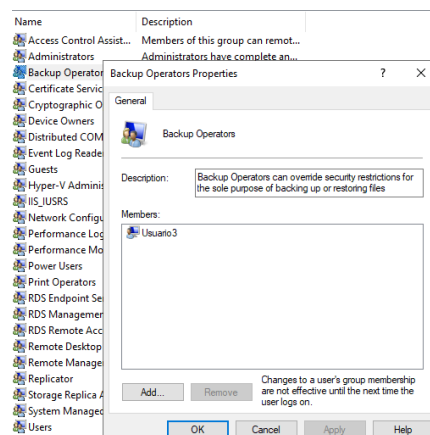 Name Description
Access Control Assist... Members of this group can remot...
Administrators Administrators have complete an...
Backup Operator
Certificate Servic
Cryptographic O
Device Owners
Distributed COM
Event Log Reade
Guests
Hyper-V Adminis
IIS_IUSRS
Network Configu
Performance Log
Performance Mo
Power Users
Print Operators
RDS Endpoint Se
RDS Managemen
RDS Remote Acc
Remote Desktop
Remote Manage
Replicator
Storage Replica A
System Managed
Users
Backup Operators Properties ? X
General
Backup Operators
Description: Backup Operators can override security restrictions for
the sole purpose of backing up or restoring files
Members:
Usuario3
Add... Remove
Changes to a user's group membership
are not effective until the next time the
user logs on.
OK Cancel Apply Help